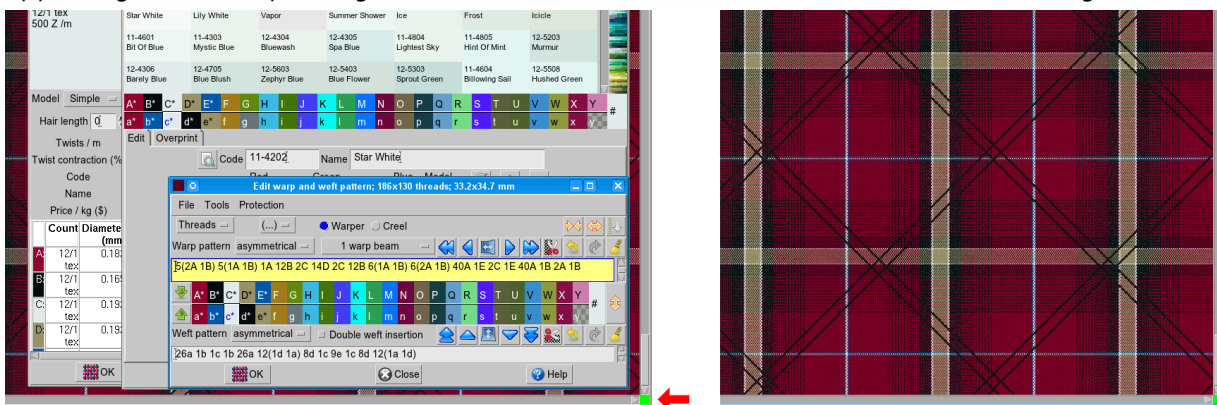 12/1 tex
500 Z /m
Star White Lily White Vapor Summer Shower Ice Frost Icicle
11-4601 11-4303 12-4304 12-4305 11-4804 11-4805 12-5203
Bit Of Blue Mystic Blue Bluewash Spa Blue Lightest Sky Hint Of Mint Murmur
12-4306 12-4705 12-5603 12-5403 12-5303 11-4604 12-5508
Barely Blue Blue Blush Zephyr Blue Blue Flower Sprout Green Billowing Sail Hushed Green
Model Simple
A* B* C* D* E* F G H I J K L M N O P Q R S T U V W X Y #
Hair length 0
a* b* c* d* e* f g h i j k l m n o p q r s t u v w x y
Twists / m
Edit Overprint
Twist contraction (%
Code 11-4202 Name Star White
Code
Name
Price / kg ($)
Edit warp and weft pattern; 186x130 threads; 33.2x34.7 mm
File Tools Protection
Threads (...) Warper Creel
Warp pattern asymmetrical 1 warp beam
5(2A 1B) 5(1A 1B) 1A 12B 2C 14D 2C 12B 6(1A 1B) 6(2A 1B) 40A 1E 2C 1E 40A 1B 2A 1B
A* B* C* D* E* F G H I J K L M N O P Q R S T U V W X Y #
a* b* c* d* e* f g h i j k l m n o p q r s t u v w x y
Weft pattern asymmetrical Double weft insertion
26a 1b 1c 1b 26a 12(1d 1a) 8d 1c 9e 1c 8d 12(1a 1d)
OK Close Help
Count Diamete
(mm
A: 12/1 0.18
tex
B: 12/1 0.16
tex
C: 12/1 0.19
tex
D: 12/1 0.19
tex
OK